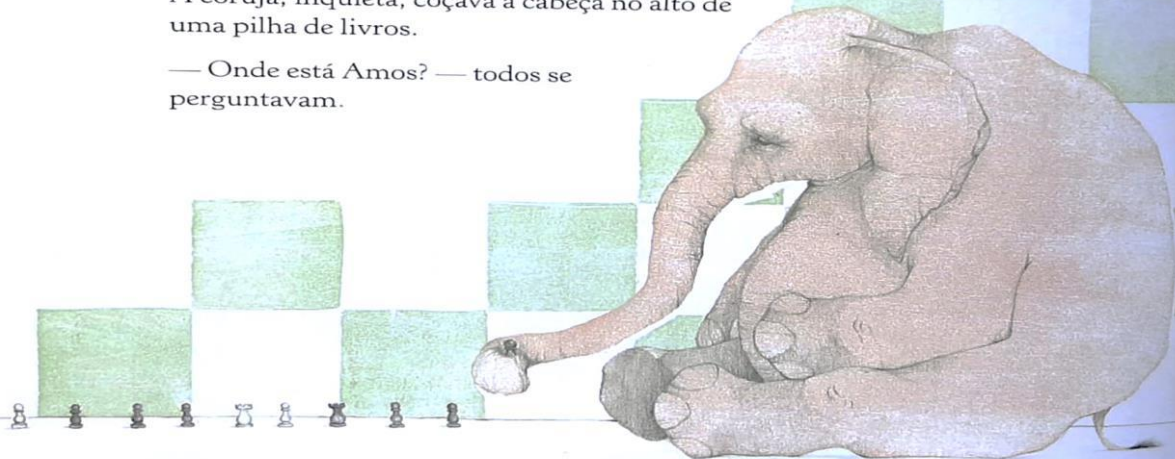 A coruja, inquieta, coçava a cabeça no alto de
uma pilha de livros.
— Onde está Amos? — todos se
perguntavam.